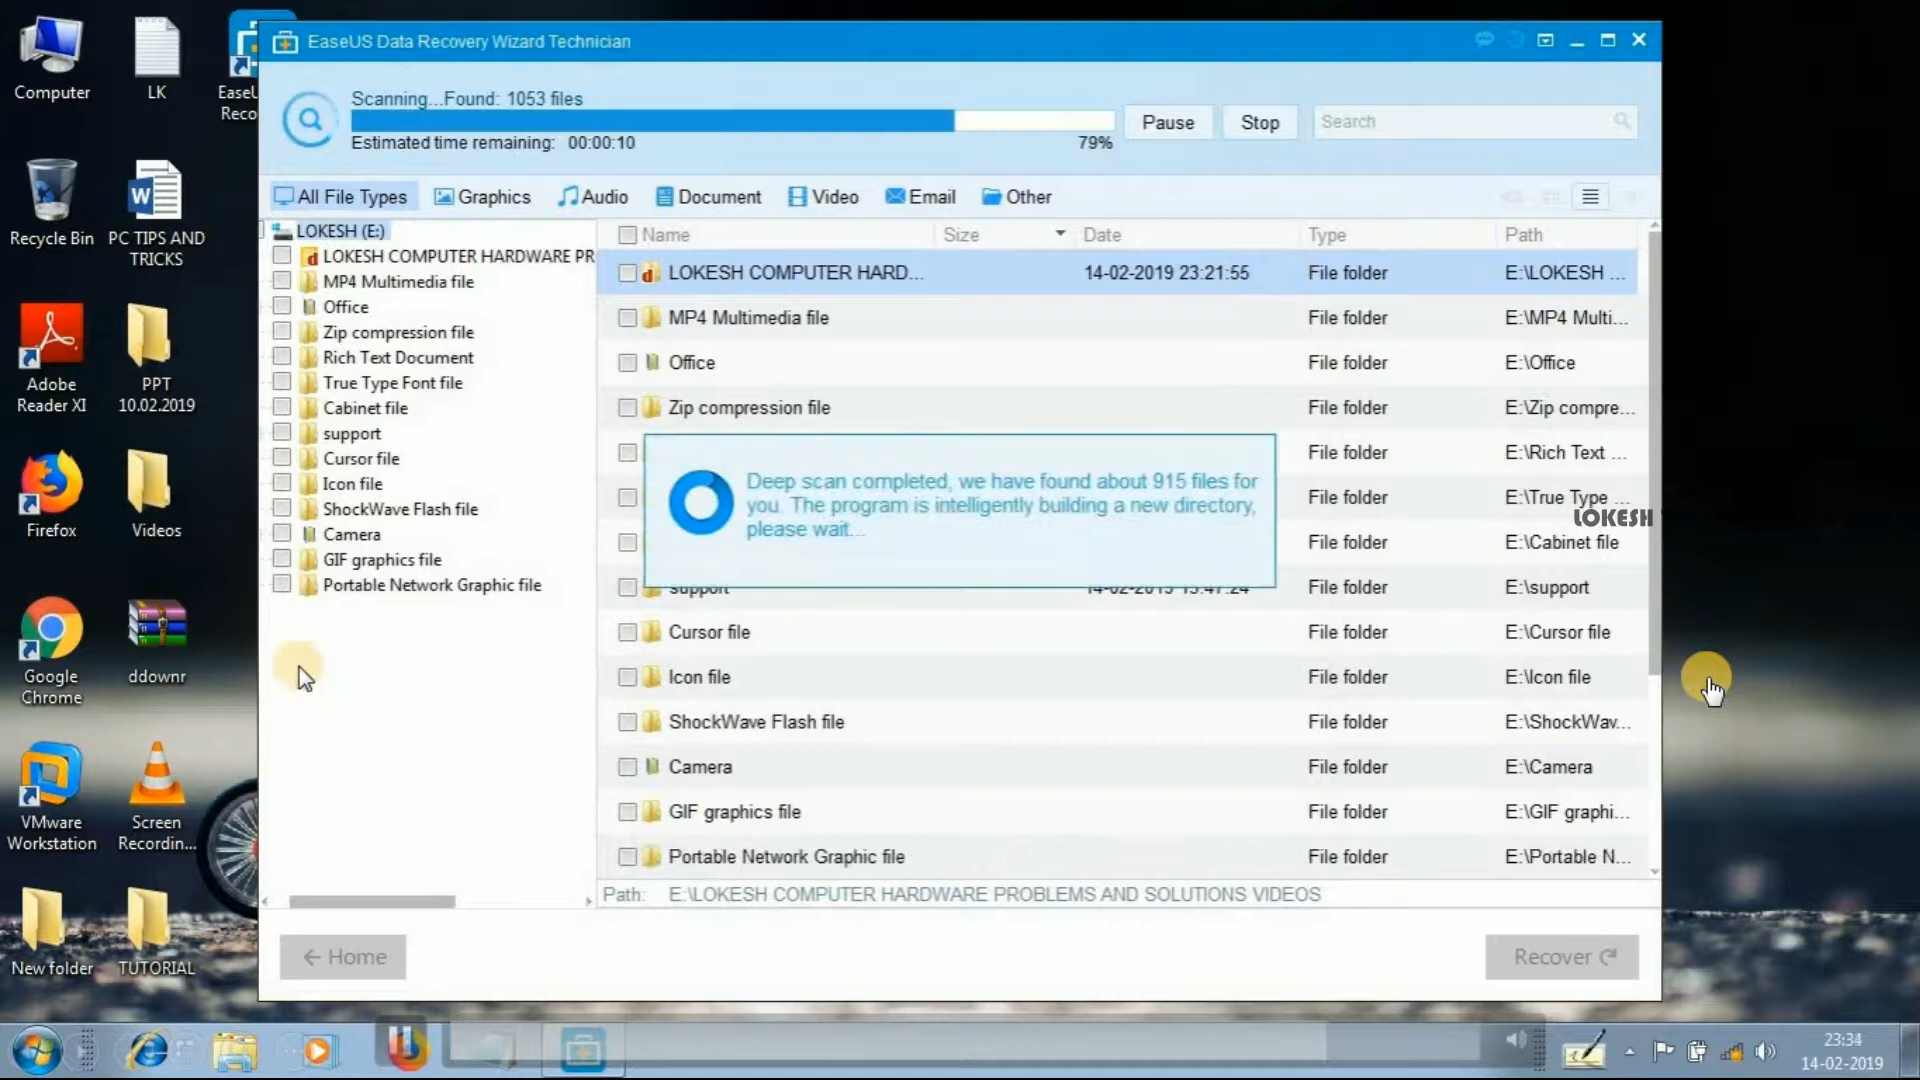 Computer
LK
EaseU
Reco
Recycle Bin
PC TIPS AND
TRICKS
Adobe
Reader XI
PPT
10.02.2019
Firefox
Videos
Google
Chrome
ddownr
VMware
Workstation
Screen
Recordin...
New folder
TUTORIAL
EaseUS Data Recovery Wizard Technician
Scanning...Found: 1053 files
Estimated time remaining: 00:00:10
79%
Pause
Stop
Search
All File Types
Graphics
Audio
Document
Video
Email
Other
LOKESH (E:)
LOKESH COMPUTER HARDWARE PR
MP4 Multimedia file
Office
Zip compression file
Rich Text Document
True Type Font file
Cabinet file
support
Cursor file
Icon file
ShockWave Flash file
Camera
GIF graphics file
Portable Network Graphic file
Name Size Date Type Path
LOKESH COMPUTER HARD... 14-02-2019 23:21:55 File folder E:\LOKESH ...
MP4 Multimedia file File folder E:\MP4 Multi...
Office File folder E:\Office
Zip compression file File folder E:\Zip compre...
File folder E:\Rich Text ...
File folder E:\True Type ...
File folder E:\Cabinet file
support 14-02-2019 15:47:24 File folder E:\support
Cursor file File folder E:\Cursor file
Icon file File folder E:\Icon file
ShockWave Flash file File folder E:\ShockWav...
Camera File folder E:\Camera
GIF graphics file File folder E:\GIF graphi...
Portable Network Graphic file File folder E:\Portable N...
Deep scan completed, we have found about 915 files for
you. The program is intelligently building a new directory,
please wait...
LOKESH
Path: E:\LOKESH COMPUTER HARDWARE PROBLEMS AND SOLUTIONS VIDEOS
Home
Recover
23:34
14-02-2019